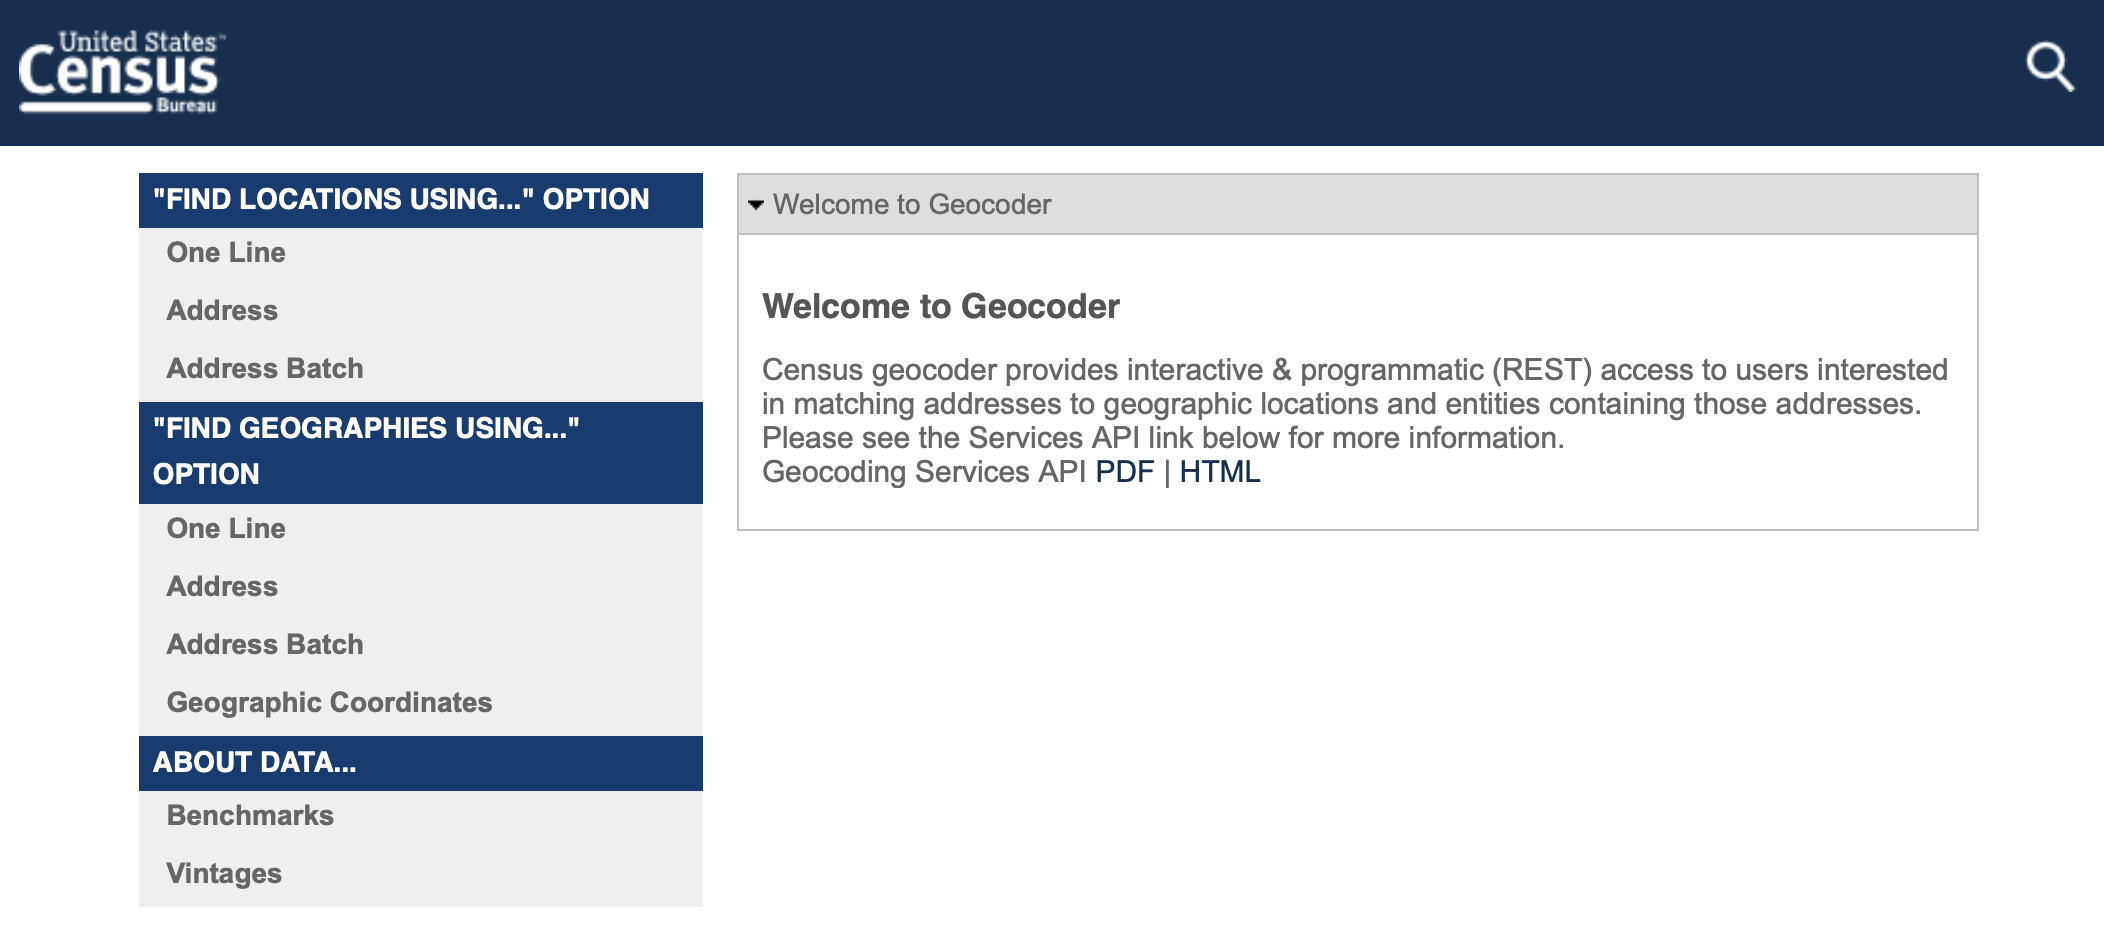 United States™
Census
Bureau
"FIND LOCATIONS USING..." OPTION
One Line
Address
Address Batch
"FIND GEOGRAPHIES USING..."
OPTION
One Line
Address
Address Batch
Geographic Coordinates
ABOUT DATA...
Benchmarks
Vintages
Welcome to Geocoder
Welcome to Geocoder
Census geocoder provides interactive & programmatic (REST) access to users interested
in matching addresses to geographic locations and entities containing those addresses.
Please see the Services API link below for more information.
Geocoding Services API PDF | HTML